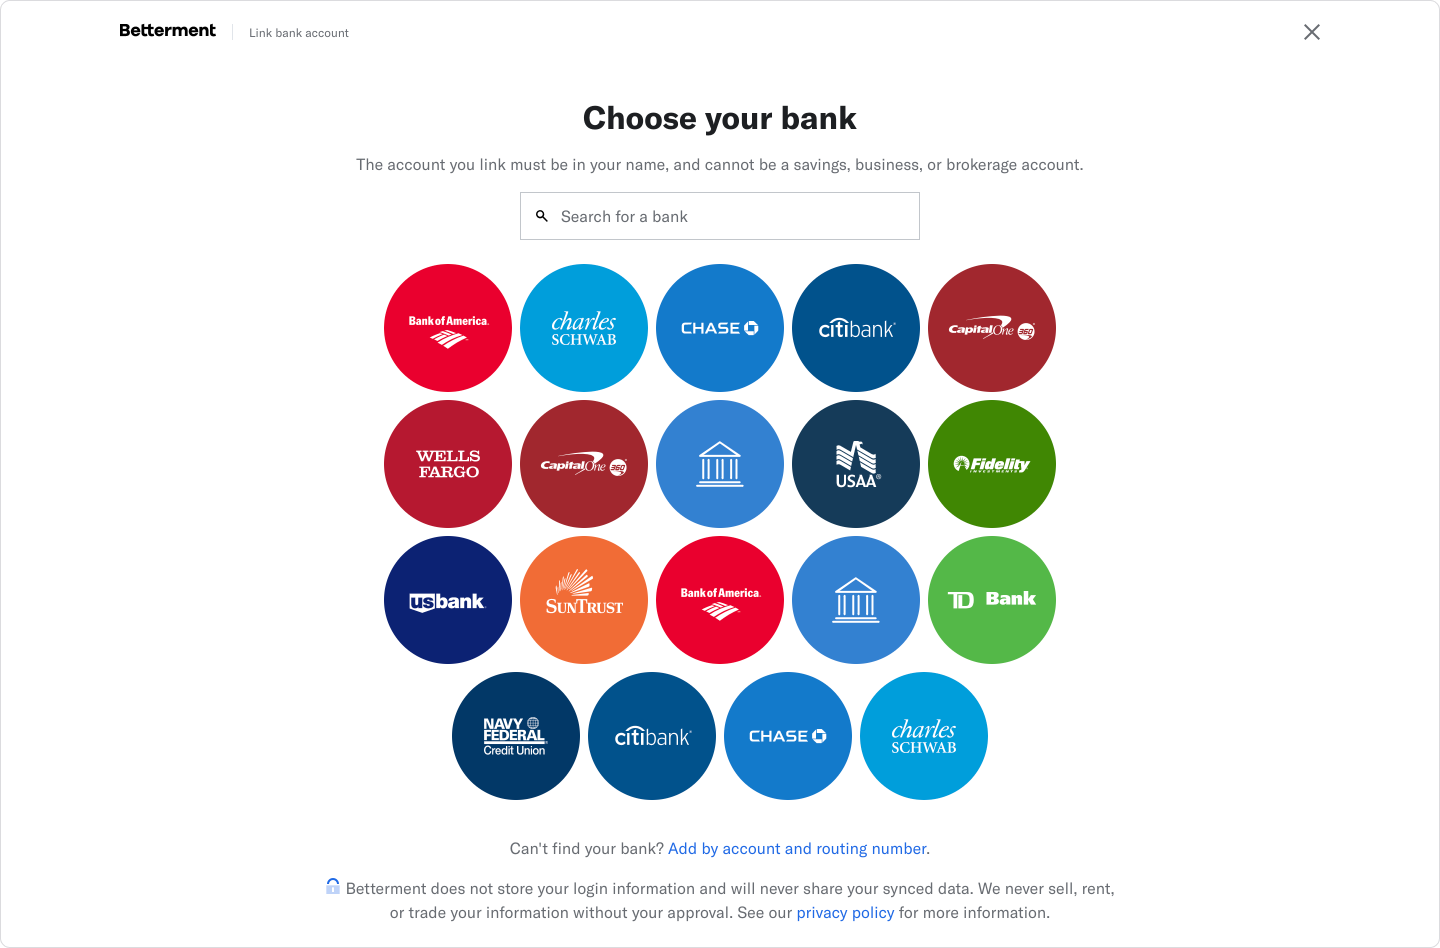 Betterment
Link bank account
Choose your bank
The account you link must be in your name, and cannot be a savings, business, or brokerage account.
Search for a bank
Bank of America.
charles
SCHWAB
CHASE
citibank
Capital One 360
WELLS
FARGO
Capital One 360
USAA®
Fidelity
INVESTMENTS
usbank
SUNTRUST
Bank of America.
TD Bank
NAVY
FEDERAL
Credit Union
citibank
CHASE
charles
SCHWAB
Can't find your bank? Add by account and routing number.
Betterment does not store your login information and will never share your synced data. We never sell, rent,
or trade your information without your approval. See our privacy policy for more information.